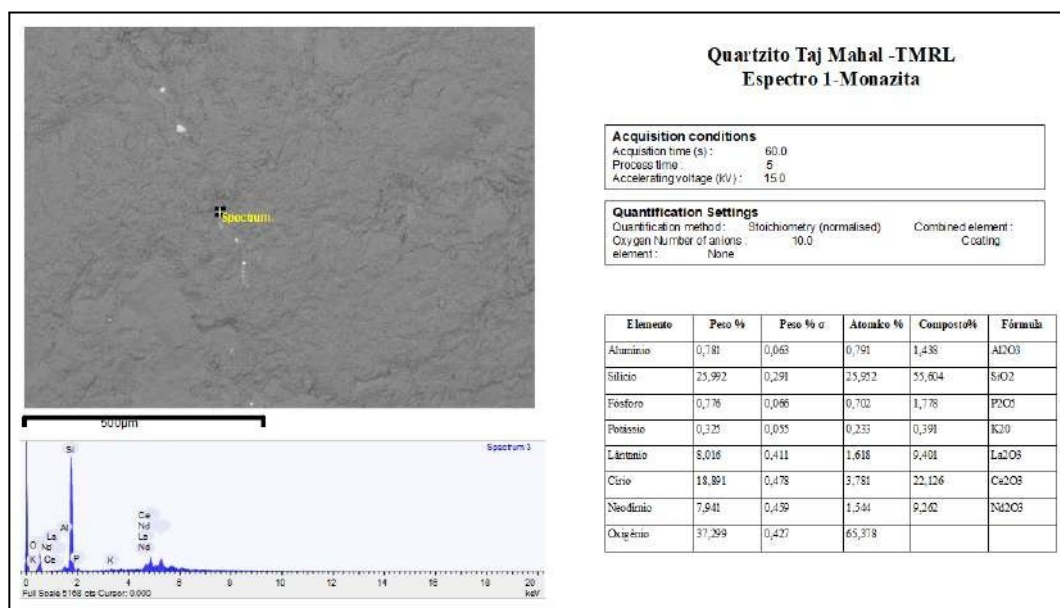 Quartzito Taj Mahal -TMRL
Espectro 1-Monazita
Spectrum
500µm
Acquisition conditions
Acquisition time (s) : 60.0
Process time : 5
Accelerating voltage (kV) : 15.0
Quantification Settings
Quantification method : Stoichiometry (normalised) Combined element :
Oxygen Number of anions : 10.0 Coating
element : None
Elemento Peso % Peso % σ Atomico % Composto% Fórmula
Alumínio 0,781 0,063 0,791 1,438 Al2O3
Silício 25,992 0,291 25,952 55,604 SiO2
Fósforo 0,776 0,066 0,702 1,778 P2O5
Potássio 0,325 0,055 0,233 0,391 K20
Lântanio 8,016 0,411 1,618 9,401 La2O3
Círio 18,891 0,478 3,781 22,126 Ce2O3
Neodímio 7,941 0,459 1,544 9,262 Nd2O3
Oxigênio 37,299 0,427 65,378
Spectrum 3
Si
Ce
Nd
La
Nd
Al
La
O Nd
K Ce P K
0 2 4 6 8 10 12 14 16 18 20
Full Scale 5168 cts Cursor: 0.000 keV